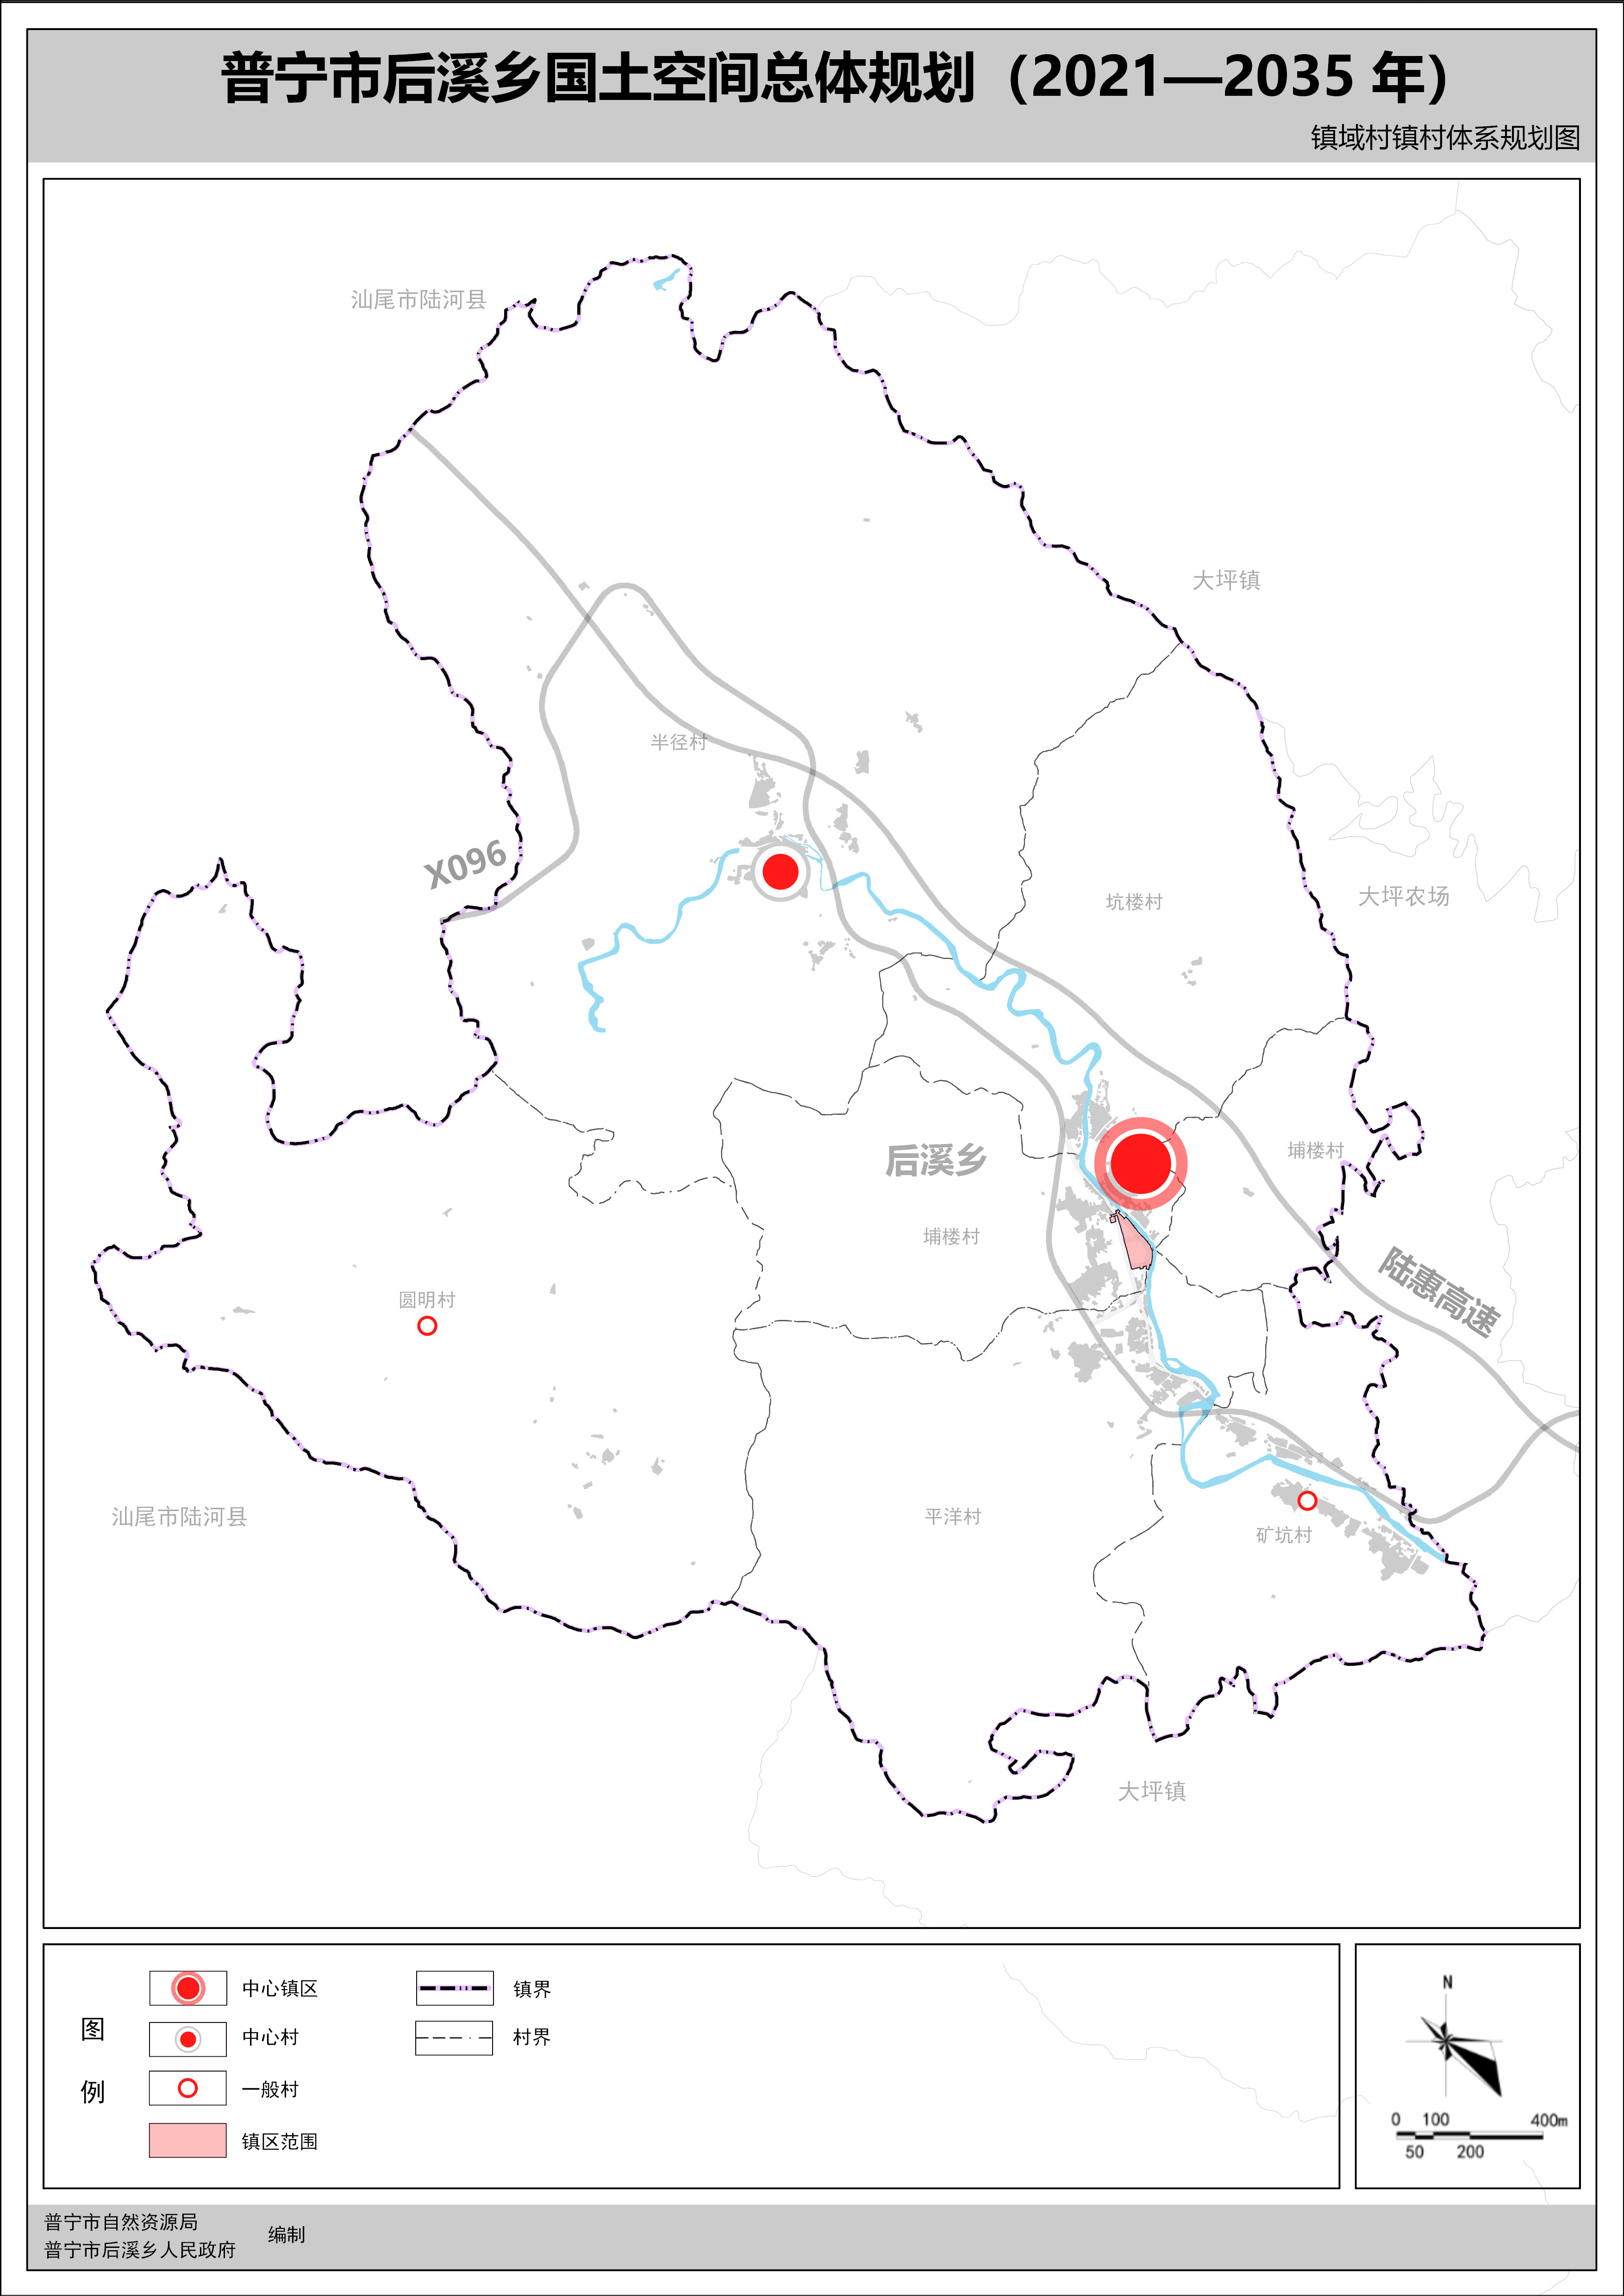 普宁市后溪乡国土空间总体规划（2021—2035 年）
镇域村镇村体系规划图
汕尾市陆河县
大坪镇
半径村
X096
坑楼村
大坪农场
后溪乡
埔楼村
埔楼村
陆惠高速
圆明村
汕尾市陆河县
平洋村
矿坑村
大坪镇
图
例
中心镇区
中心村
一般村
镇区范围
镇界
村界
N
0 100 400m
50 200
普宁市自然资源局
普宁市后溪乡人民政府
编制